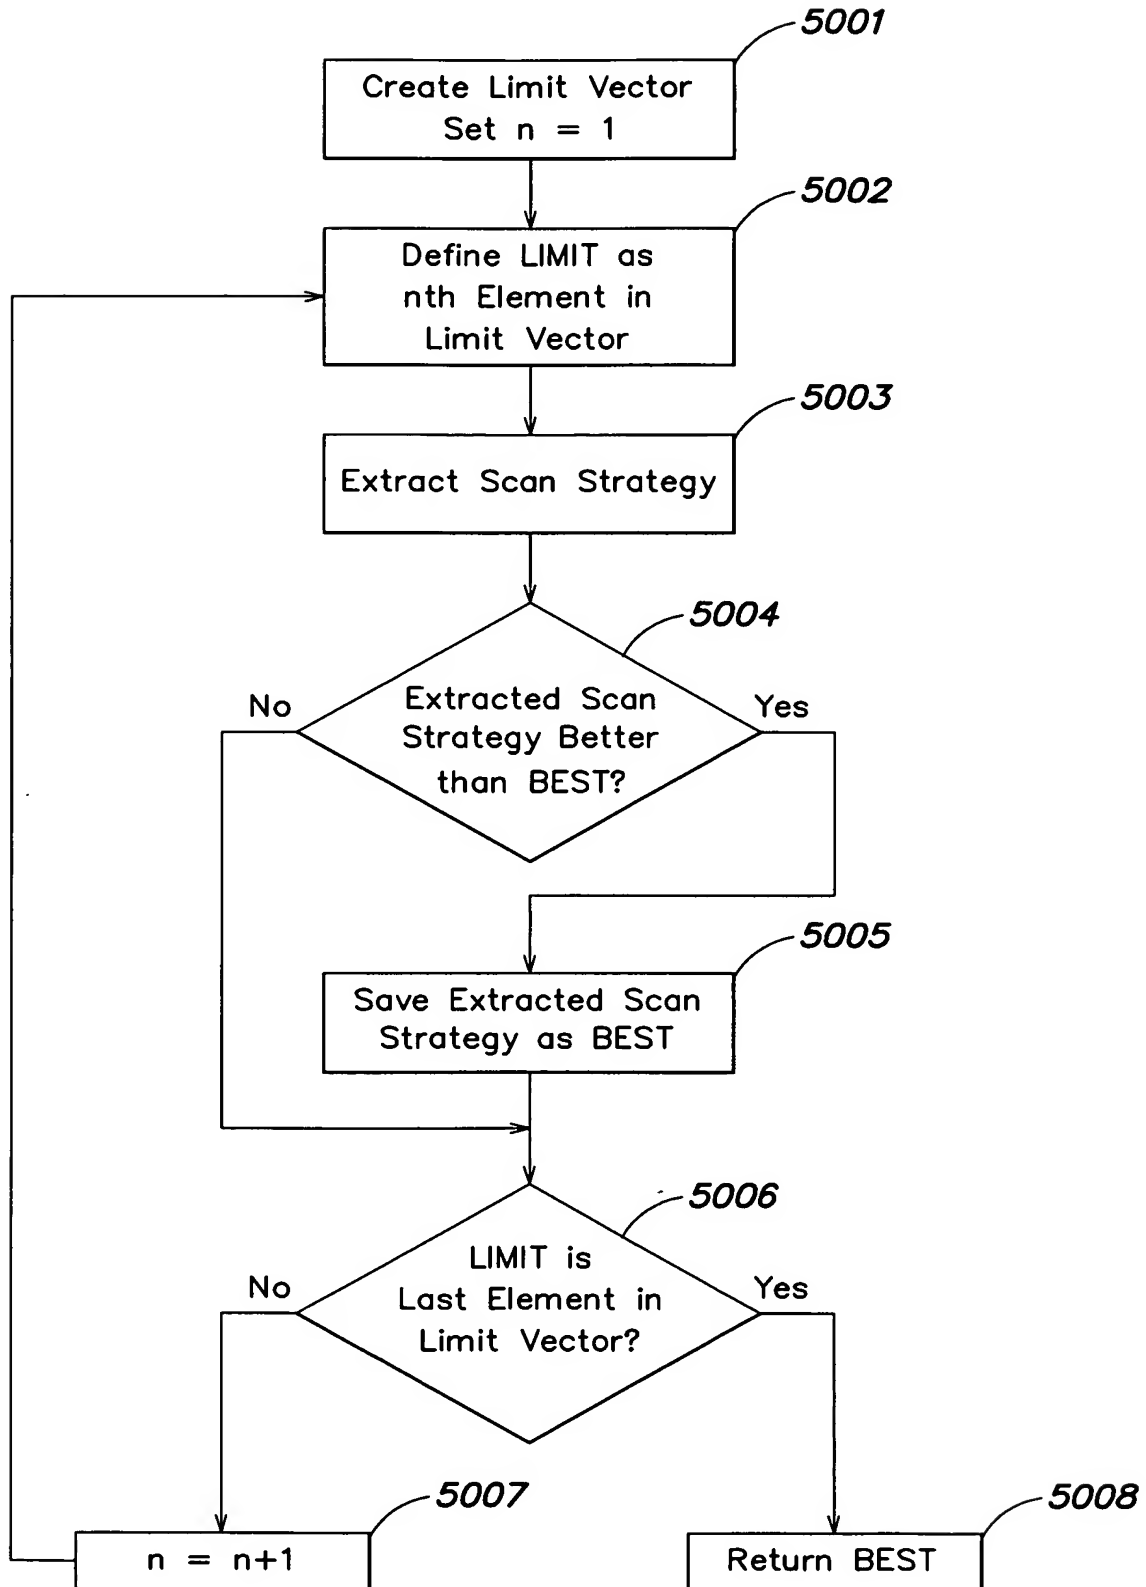 5001
Create Limit Vector
Set n = 1
5002
Define LIMIT as
nth Element in
Limit Vector
5003
Extract Scan Strategy
5004
No
Yes
Extracted Scan
Strategy Better
than BEST?
5005
Save Extracted Scan
Strategy as BEST
5006
No
Yes
LIMIT is
Last Element in
Limit Vector?
5007
n = n+1
5008
Return BEST